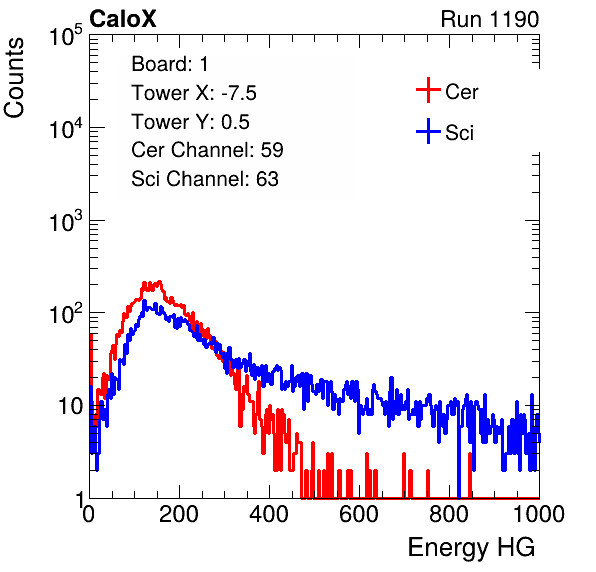 CaloX Run 1190
Counts
10^5
10^4
10^3
10^2
10
1
Board: 1
Tower X: -7.5
Tower Y: 0.5
Cer Channel: 59
Sci Channel: 63
Cer
Sci
0 200 400 600 800 1000
Energy HG